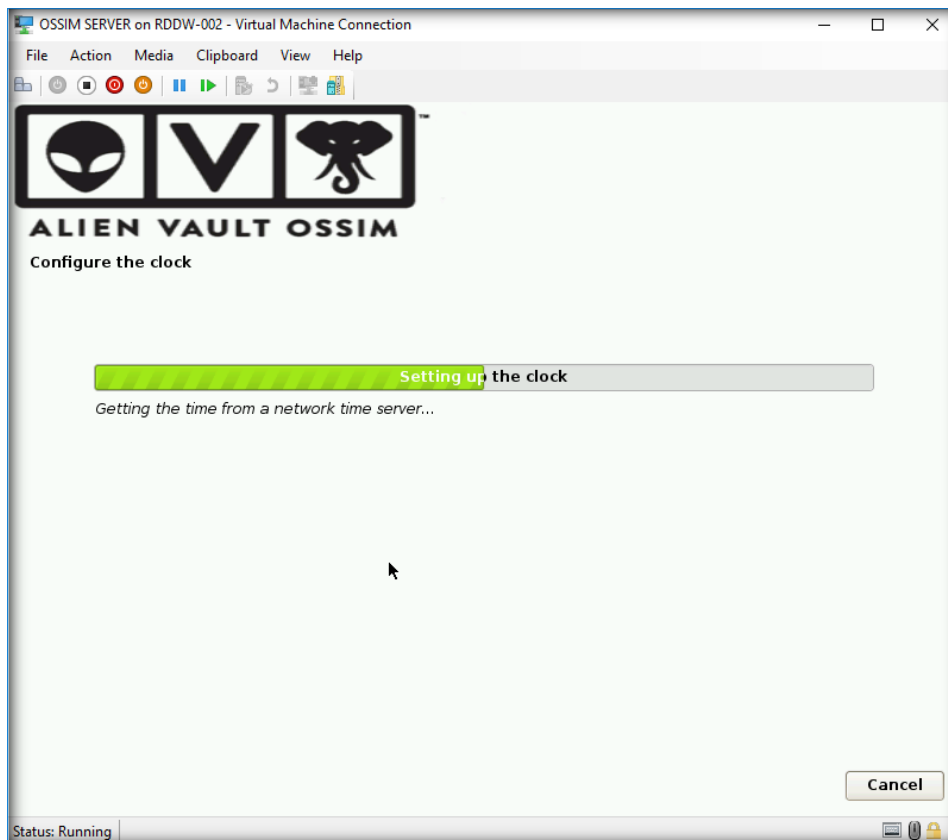 OSSIM SERVER on RDDW-002 - Virtual Machine Connection
File Action Media Clipboard View Help
V ™
ALIEN VAULT OSSIM
Configure the clock
Setting up the clock
Getting the time from a network time server...
Cancel
Status: Running